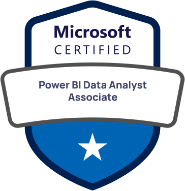 Microsoft
CERTIFIED
Power BI Data Analyst
Associate